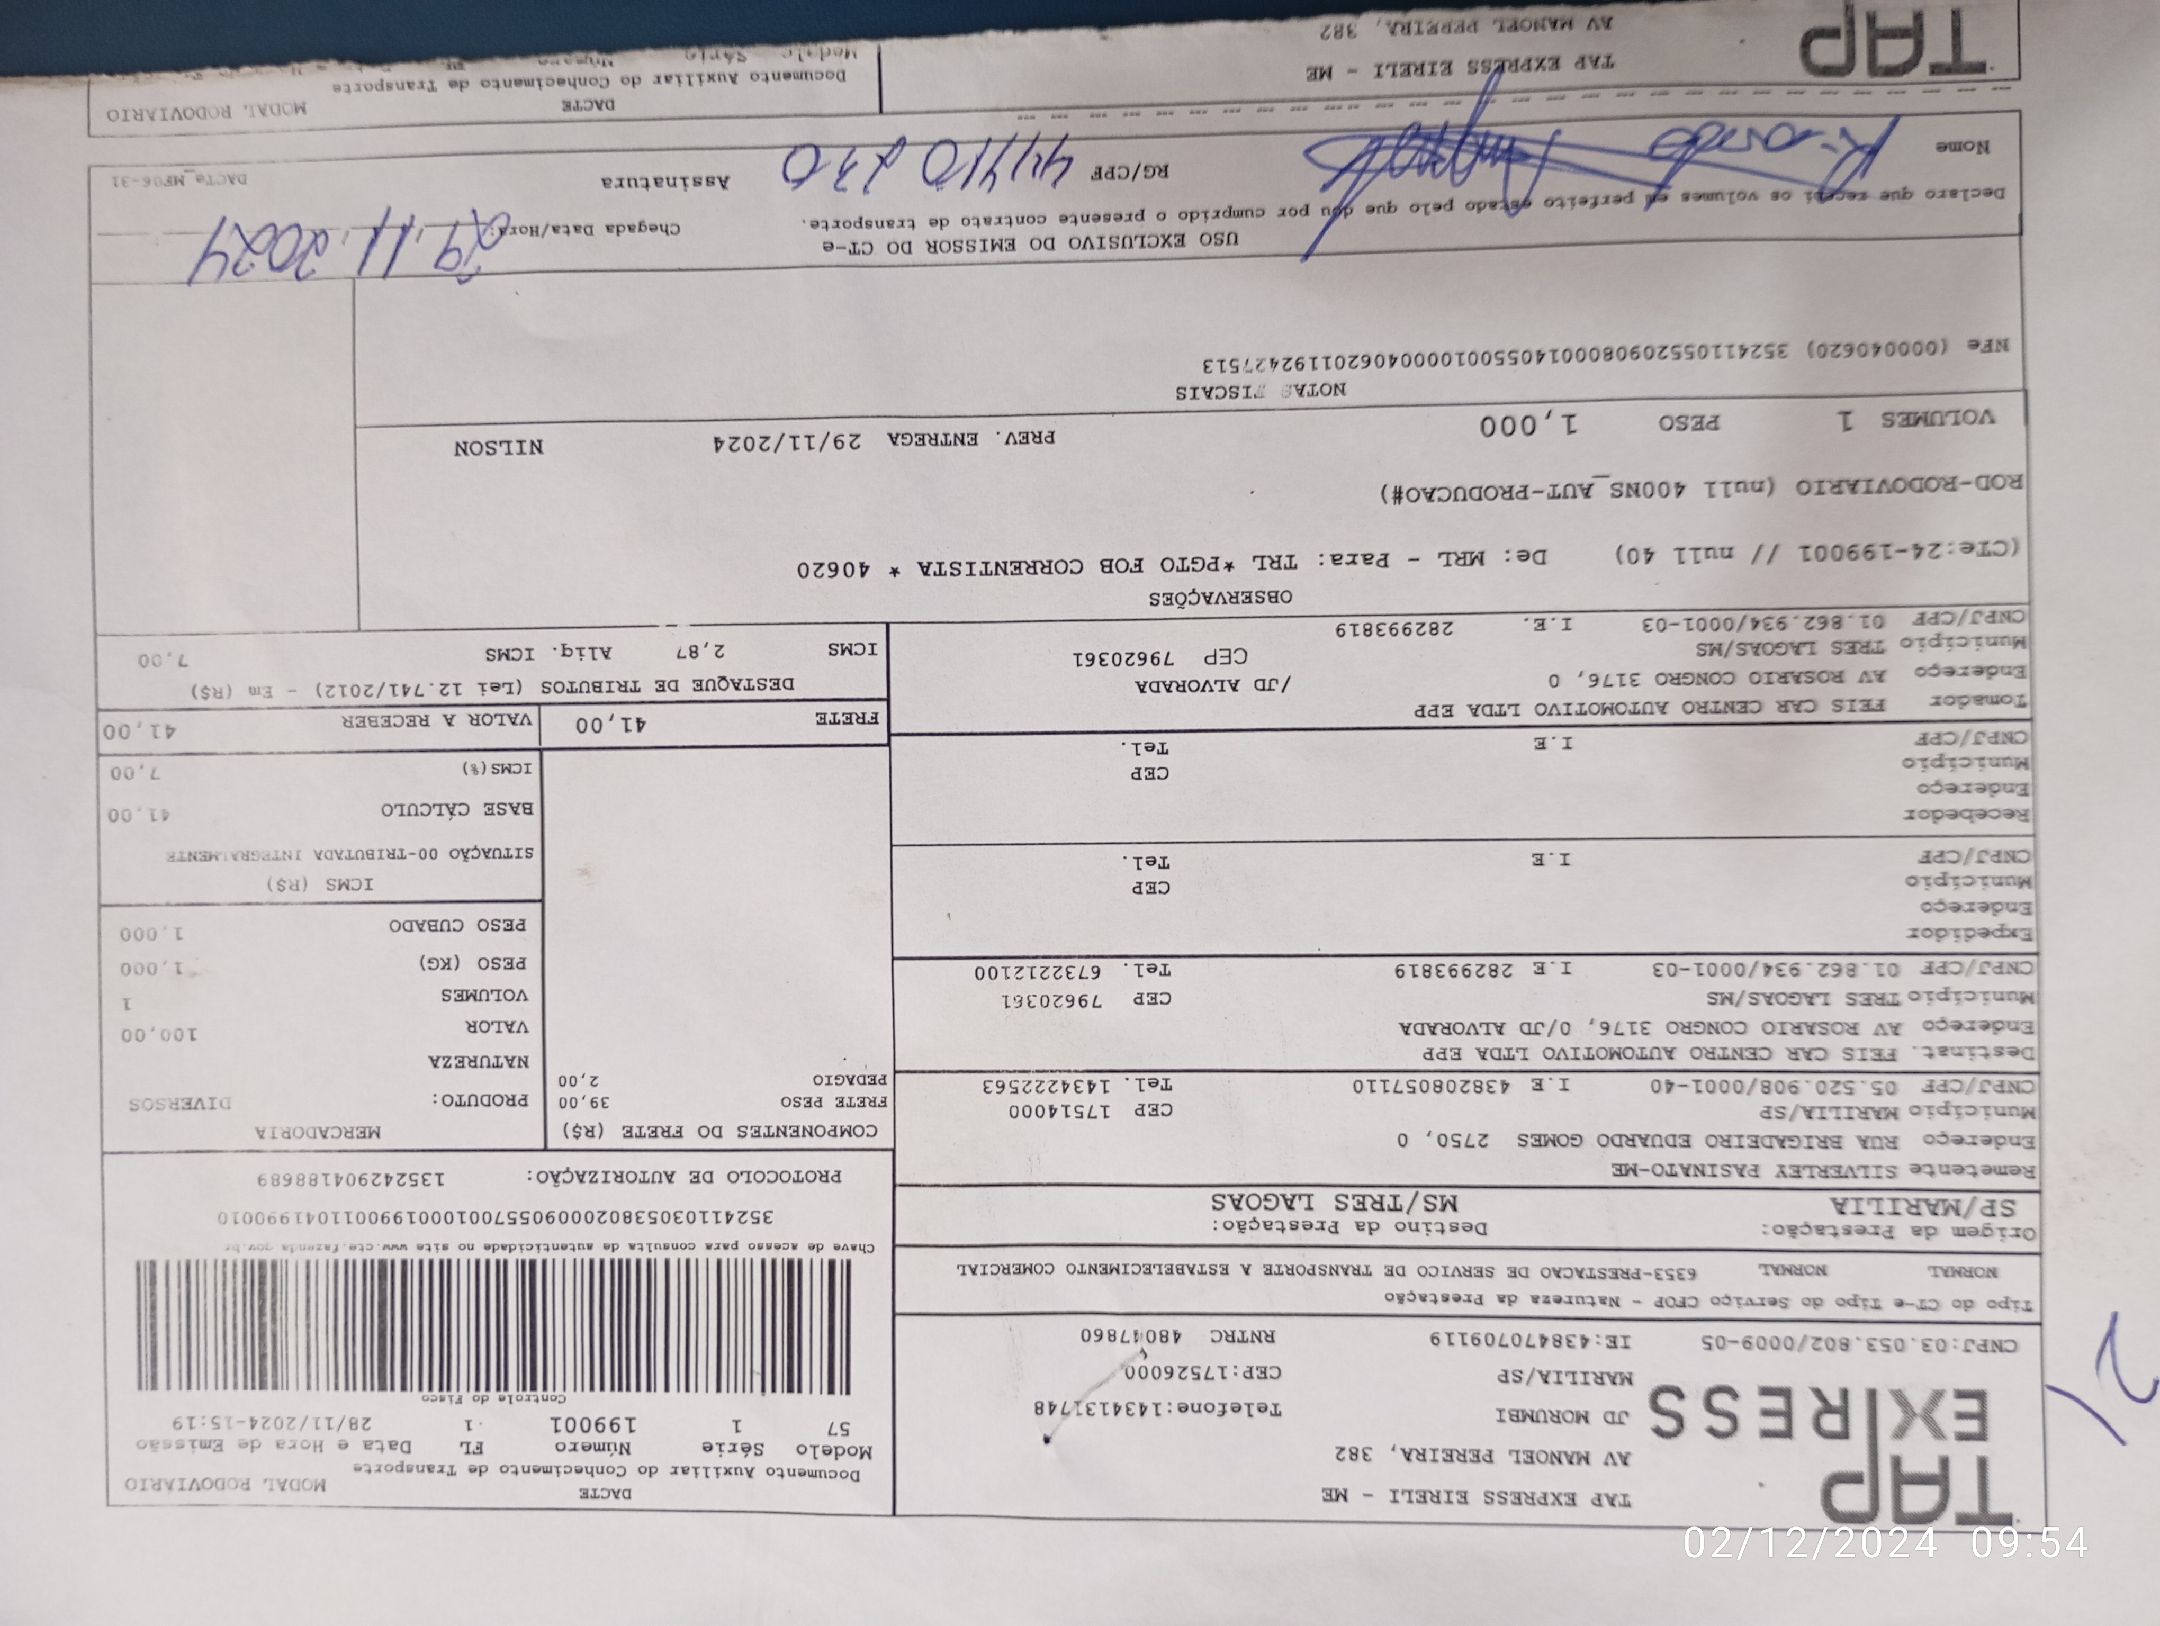 TAP EXPRESS
TAP EXPRESS EIRELI - ME
AV MANOEL PEREIRA, 382
JD MORUMBI
Telefone:1434131748
MARILIA/SP
CEP:17526000
CNPJ:03.053.802/0009-05 IE:438470709119 RNTRC 48047860
DACTE
Documento Auxiliar do Conhecimento de Transporte
MODAL RODOVIARIO
Modelo Série Número FL Data e Hora de Emissão
57 1 199001 1 28/11/2024-15:19
Controle do Fisco
Chave de acesso para consulta de autenticidade no site www.cte.fazenda.gov.br
35241103053802000905570010001990011041990010
PROTOCOLO DE AUTORIZAÇÃO: 135242904188689
Tipo do CT-e Tipo do Serviço CFOP - Natureza da Prestação
NORMAL NORMAL 6353-PRESTACAO DE SERVICO DE TRANSPORTE A ESTABELECIMENTO COMERCIAL
Origem da Prestação: Destino da Prestação:
SP/MARILIA MS/TRES LAGOAS
Remetente SILVERLEY PASINATO-ME
Endereço RUA BRIGADEIRO EDUARDO GOMES 2750, 0
Município MARILIA/SP CEP 17514000
CNPJ/CPF 05.520.908/0001-40 I.E 438208057110 Tel. 1434222563
Destinat. FEIS CAR CENTRO AUTOMOTIVO LTDA EPP
Endereço AV ROSARIO CONGRO 3176, 0/JD ALVORADA
Município TRES LAGOAS/MS CEP 79620361
CNPJ/CPF 01.862.934/0001-03 I.E 282993819 Tel. 6732212100
Expedidor
Endereço
Município CEP
CNPJ/CPF I.E Tel.
Recebedor
Endereço
Município CEP
CNPJ/CPF I.E Tel.
Tomador FEIS CAR CENTRO AUTOMOTIVO LTDA EPP
Endereço AV ROSARIO CONGRO 3176, 0 /JD ALVORADA
Município TRES LAGOAS/MS CEP 79620361
CNPJ/CPF 01.862.934/0001-03 I.E. 282993819
COMPONENTES DO FRETE (R$)
FRETE PESO 39,00
PEDAGIO 2,00
MERCADORIA
PRODUTO: DIVERSOS
NATUREZA
VALOR 100,00
VOLUMES 1
PESO (KG) 1,000
PESO CUBADO 1,000
ICMS (R$)
SITUAÇÃO 00-TRIBUTADA INTEGRALMENTE
BASE CÁLCULO 41,00
ICMS(%) 7,00
FRETE 41,00 VALOR A RECEBER 41,00
DESTAQUE DE TRIBUTOS (Lei 12.741/2012) - Em (R$)
ICMS 2,87 Aliq. ICMS 7,00
OBSERVAÇÕES
(CTe:24-199001 // null 40) De: MRL - Para: TRL *PGTO FOB CORRENTISTA * 40620
ROD-RODOVIARIO (null 400NS_AUT-PRODUCAO#)
VOLUMES 1 PESO 1,000 PREV. ENTREGA 29/11/2024 NILSON
NOTAS FISCAIS
NFe (00040620) 35241105520908000140550010000406201192427513
USO EXCLUSIVO DO EMISSOR DO CT-e
Declaro que recebi os volumes em perfeito estado pelo que dou por cumprido o presente contrato de transporte.
Chegada Data/Hora: 29.11.2024
Nome RG/CPF Assinatura
DACTe_MF06-31
TAP
TAP EXPRESS EIRELI - ME
AV MANOEL PEREIRA, 382
DACTE
Documento Auxiliar do Conhecimento de Transporte
MODAL RODOVIARIO
Modelo Série
02/12/2024 09:54